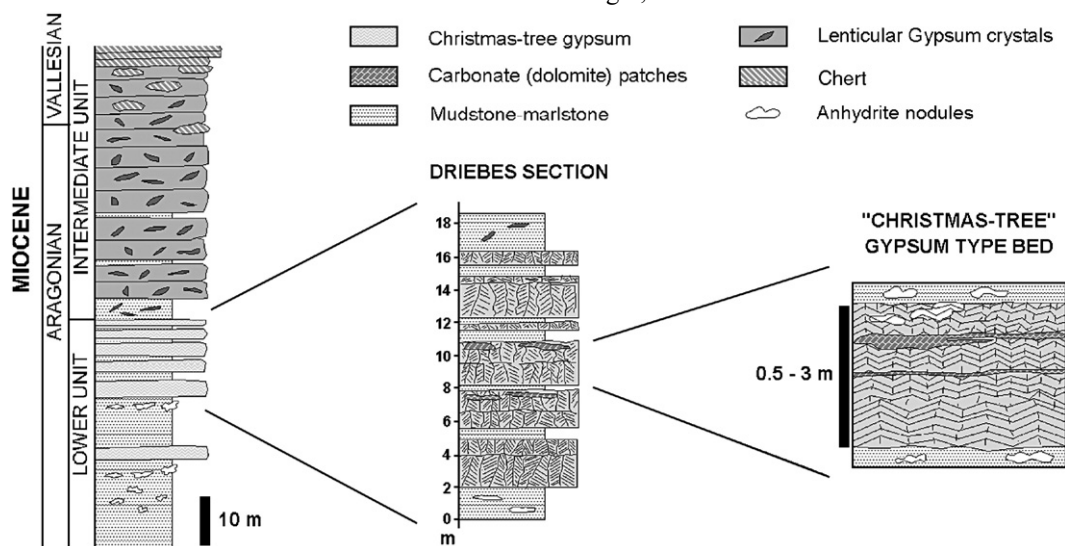 Christmas-tree gypsum
Carbonate (dolomite) patches
Mudstone-marlstone
Lenticular Gypsum crystals
Chert
Anhydrite nodules
MIOCENE
VALLESIAN
ARAGONIAN
INTERMEDIATE UNIT
LOWER UNIT
10 m
DRIEBES SECTION
18
16
14
12
10
8
6
4
2
0
m
"CHRISTMAS-TREE"
GYPSUM TYPE BED
0.5 - 3 m